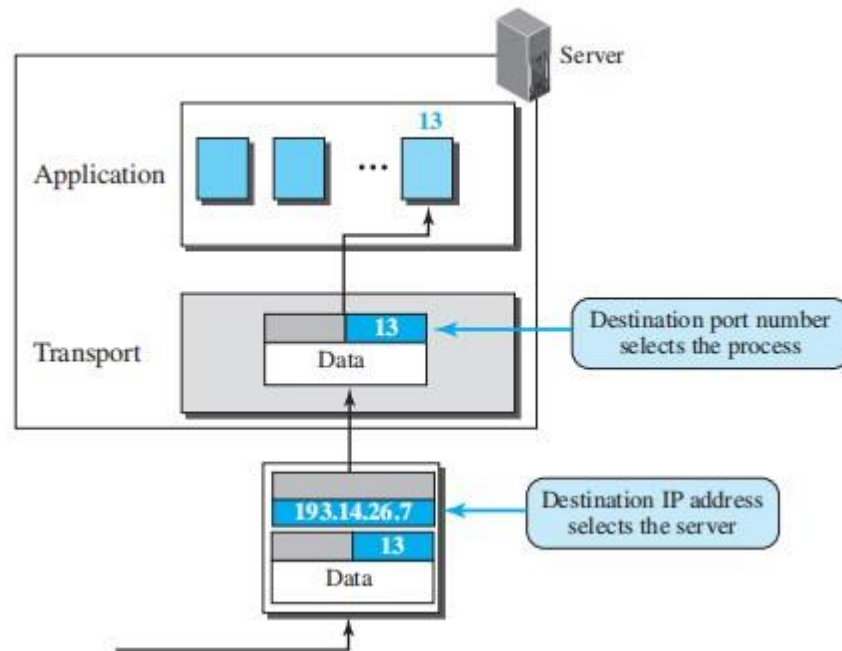 Server
13
Application
...
13
Data
Transport
Destination port number
selects the process
193.14.26.7
13
Data
Destination IP address
selects the server